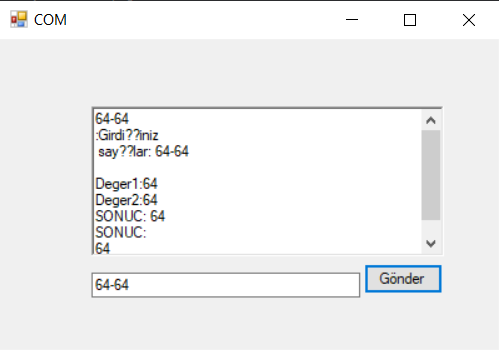 COM
64-64
:Girdi??iniz
say??lar: 64-64
Deger1:64
Deger2:64
SONUC: 64
SONUC:
64
64-64
Gönder